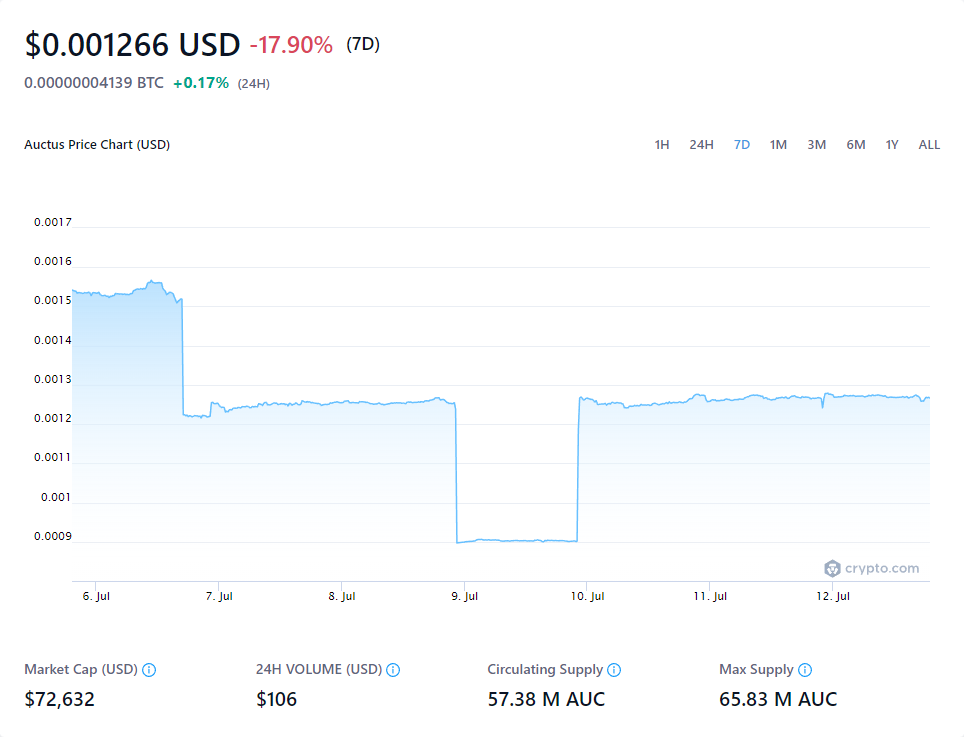 $0.001266 USD -17.90% (7D)
0.00000004139 BTC +0.17% (24H)
Auctus Price Chart (USD) 1H 24H 7D 1M 3M 6M 1Y ALL
0.0017
0.0016
0.0015
0.0014
0.0013
0.0012
0.0011
0.001
0.0009
crypto.com
6. Jul 7. Jul 8. Jul 9. Jul 10. Jul 11. Jul 12. Jul
Market Cap (USD) 24H VOLUME (USD) Circulating Supply Max Supply
$72,632 $106 57.38 M AUC 65.83 M AUC